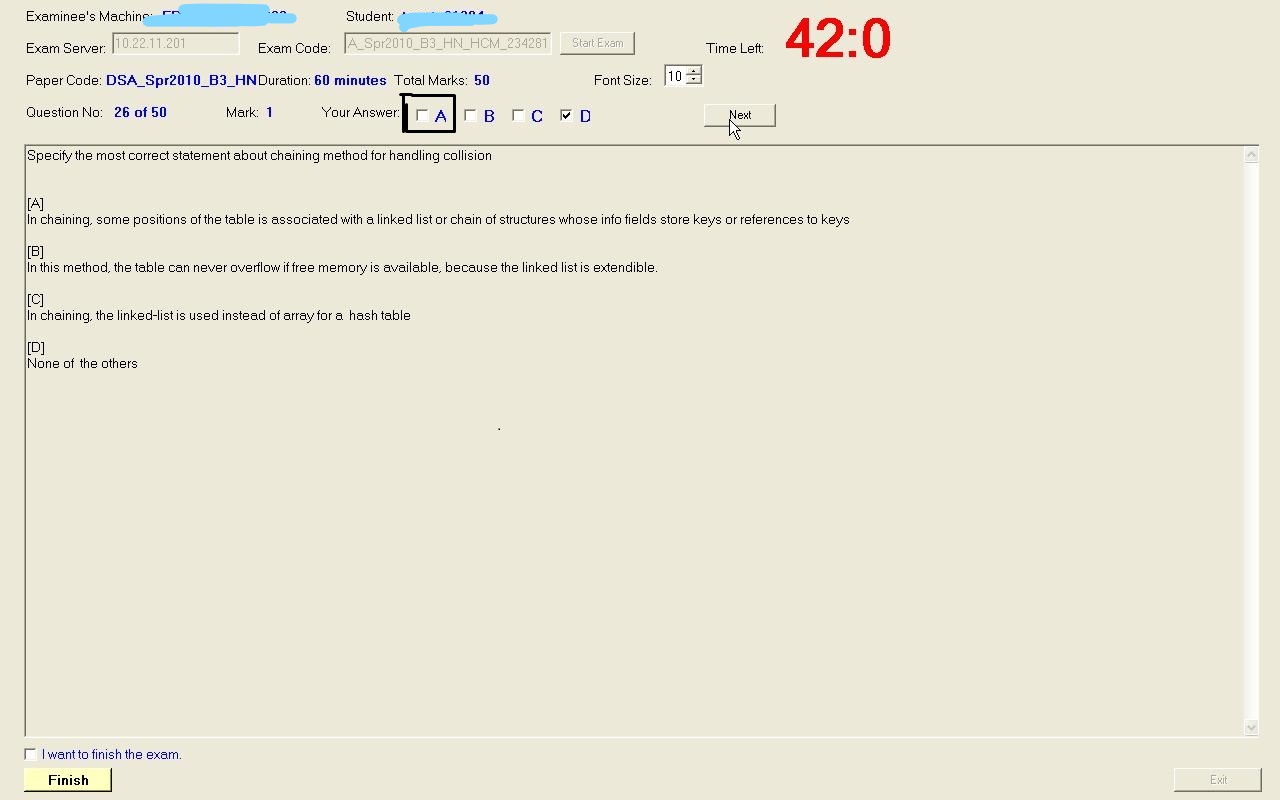 Examinee's Machine: Student:
Exam Server: 10.22.11.201 Exam Code: A_Spr2010_B3_HN_HCM_234281 Start Exam Time Left: 42:0
Paper Code: DSA_Spr2010_B3_HN Duration: 60 minutes Total Marks: 50 Font Size: 10
Question No: 26 of 50 Mark: 1 Your Answer: A B C D Next
Specify the most correct statement about chaining method for handling collision
[A]
In chaining, some positions of the table is associated with a linked list or chain of structures whose info fields store keys or references to keys
[B]
In this method, the table can never overflow if free memory is available, because the linked list is extendible.
[C]
In chaining, the linked-list is used instead of array for a hash table
[D]
None of the others
I want to finish the exam.
Finish Exit